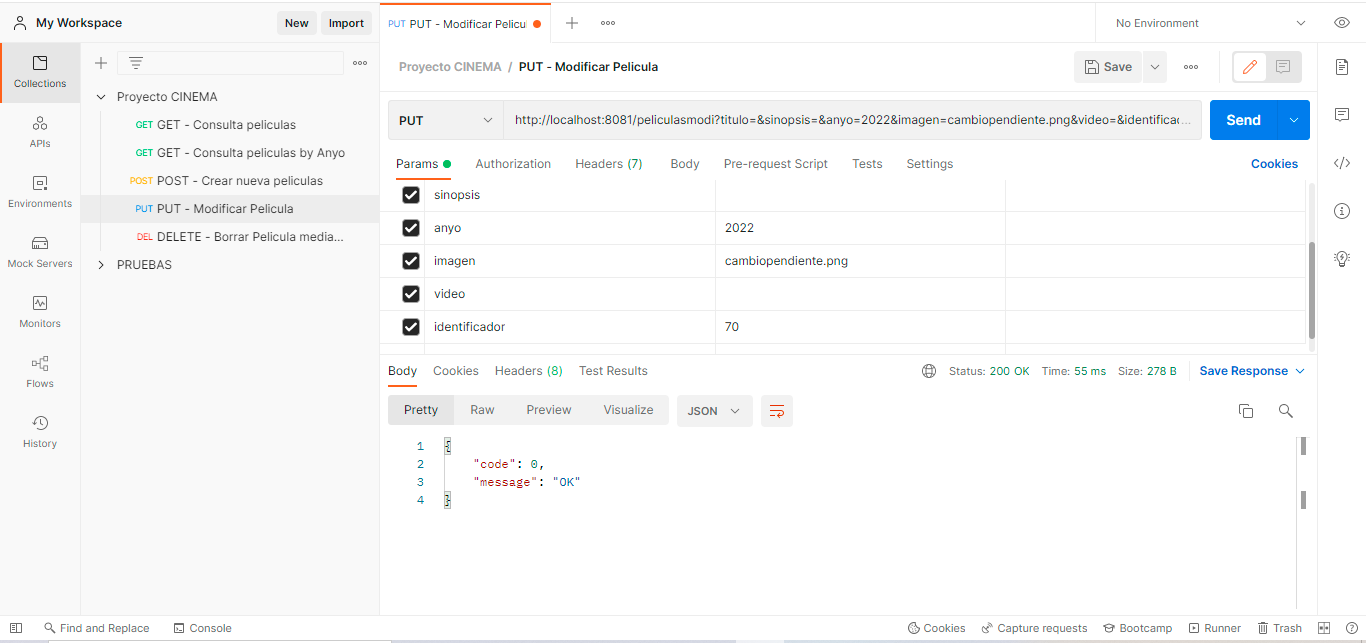 My Workspace
New
Import
PUT PUT - Modificar Pelicul
No Environment
Collections
APIs
Environments
Mock Servers
Monitors
Flows
History
Proyecto CINEMA
GET GET - Consulta peliculas
GET GET - Consulta peliculas by Anyo
POST POST - Crear nueva peliculas
PUT PUT - Modificar Pelicula
DEL DELETE - Borrar Pelicula media...
PRUEBAS
Proyecto CINEMA / PUT - Modificar Pelicula
Save
PUT
http://localhost:8081/peliculasmodi?titulo=&sinopsis=&anyo=2022&imagen=cambiopendiente.png&video=&identificad...
Send
Params
Authorization
Headers (7)
Body
Pre-request Script
Tests
Settings
Cookies
sinopsis
anyo 2022
imagen cambiopendiente.png
video
identificador 70
Body
Cookies
Headers (8)
Test Results
Status: 200 OK
Time: 55 ms
Size: 278 B
Save Response
Pretty
Raw
Preview
Visualize
JSON
1 {
2 "code": 0,
3 "message": "OK"
4 }
Find and Replace
Console
Cookies
Capture requests
Bootcamp
Runner
Trash